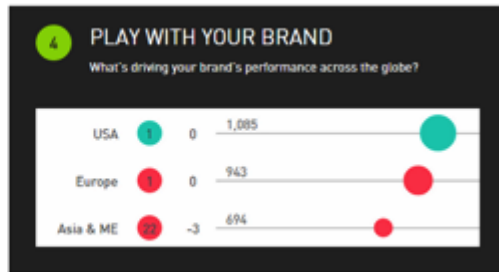 4 PLAY WITH YOUR BRAND
What's driving your brand's performance across the globe?
USA 1 0 1,085
Europe 1 0 943
Asia & ME 22 -3 694